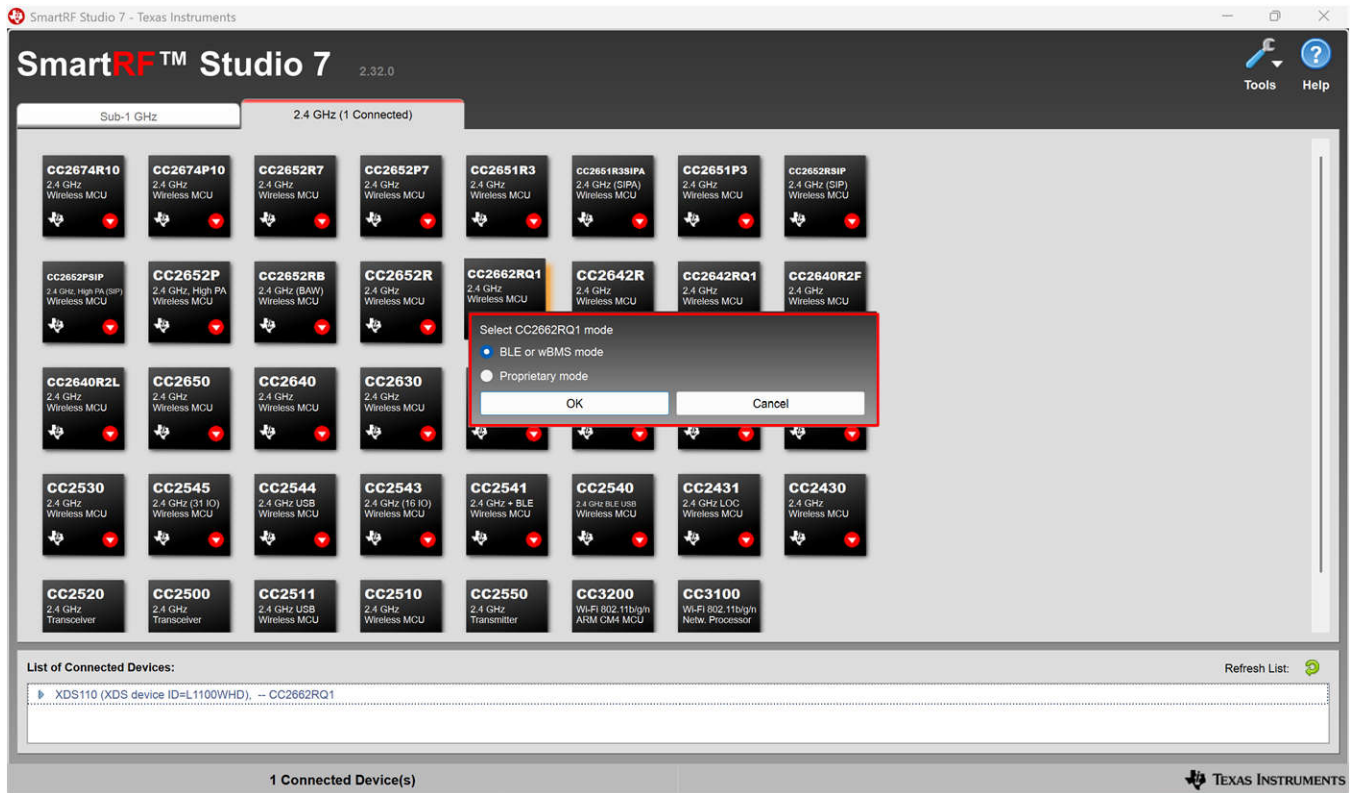 SmartRF Studio 7 - Texas Instruments
SmartRF™ Studio 7 2.32.0
Tools Help
Sub-1 GHz 2.4 GHz (1 Connected)
CC2674R10 CC2674P10 CC2652R7 CC2652P7 CC2651R3 CC2651R3SIPA CC2651P3 CC2652RSIP
2.4 GHz 2.4 GHz 2.4 GHz 2.4 GHz 2.4 GHz 2.4 GHz (SIPA) 2.4 GHz 2.4 GHz (SIP)
Wireless MCU Wireless MCU Wireless MCU Wireless MCU Wireless MCU Wireless MCU Wireless MCU Wireless MCU
CC2652PSIP CC2652P CC2652RB CC2652R CC2662RQ1 CC2642R CC2642RQ1 CC2640R2F
2.4 GHz, High PA (SIP) 2.4 GHz, High PA 2.4 GHz (BAW) 2.4 GHz 2.4 GHz 2.4 GHz 2.4 GHz 2.4 GHz
Wireless MCU Wireless MCU Wireless MCU Wireless MCU Wireless MCU Wireless MCU Wireless MCU Wireless MCU
Select CC2662RQ1 mode
BLE or wBMS mode
Proprietary mode
OK Cancel
CC2640R2L CC2650 CC2640 CC2630
2.4 GHz 2.4 GHz 2.4 GHz 2.4 GHz
Wireless MCU Wireless MCU Wireless MCU Wireless MCU
CC2530 CC2545 CC2544 CC2543 CC2541 CC2540 CC2431 CC2430
2.4 GHz 2.4 GHz (31 IO) 2.4 GHz USB 2.4 GHz (16 IO) 2.4 GHz + BLE 2.4 GHz BLE USB 2.4 GHz LOC 2.4 GHz
Wireless MCU Wireless MCU Wireless MCU Wireless MCU Wireless MCU Wireless MCU Wireless MCU Wireless MCU
CC2520 CC2500 CC2511 CC2510 CC2550 CC3200 CC3100
2.4 GHz 2.4 GHz 2.4 GHz USB 2.4 GHz 2.4 GHz Wi-Fi 802.11b/g/n Wi-Fi 802.11b/g/n
Transceiver Transceiver Wireless MCU Wireless MCU Transmitter ARM CM4 MCU Netw. Processor
List of Connected Devices: Refresh List:
XDS110 (XDS device ID=L1100WHD), -- CC2662RQ1
1 Connected Device(s) TEXAS INSTRUMENTS